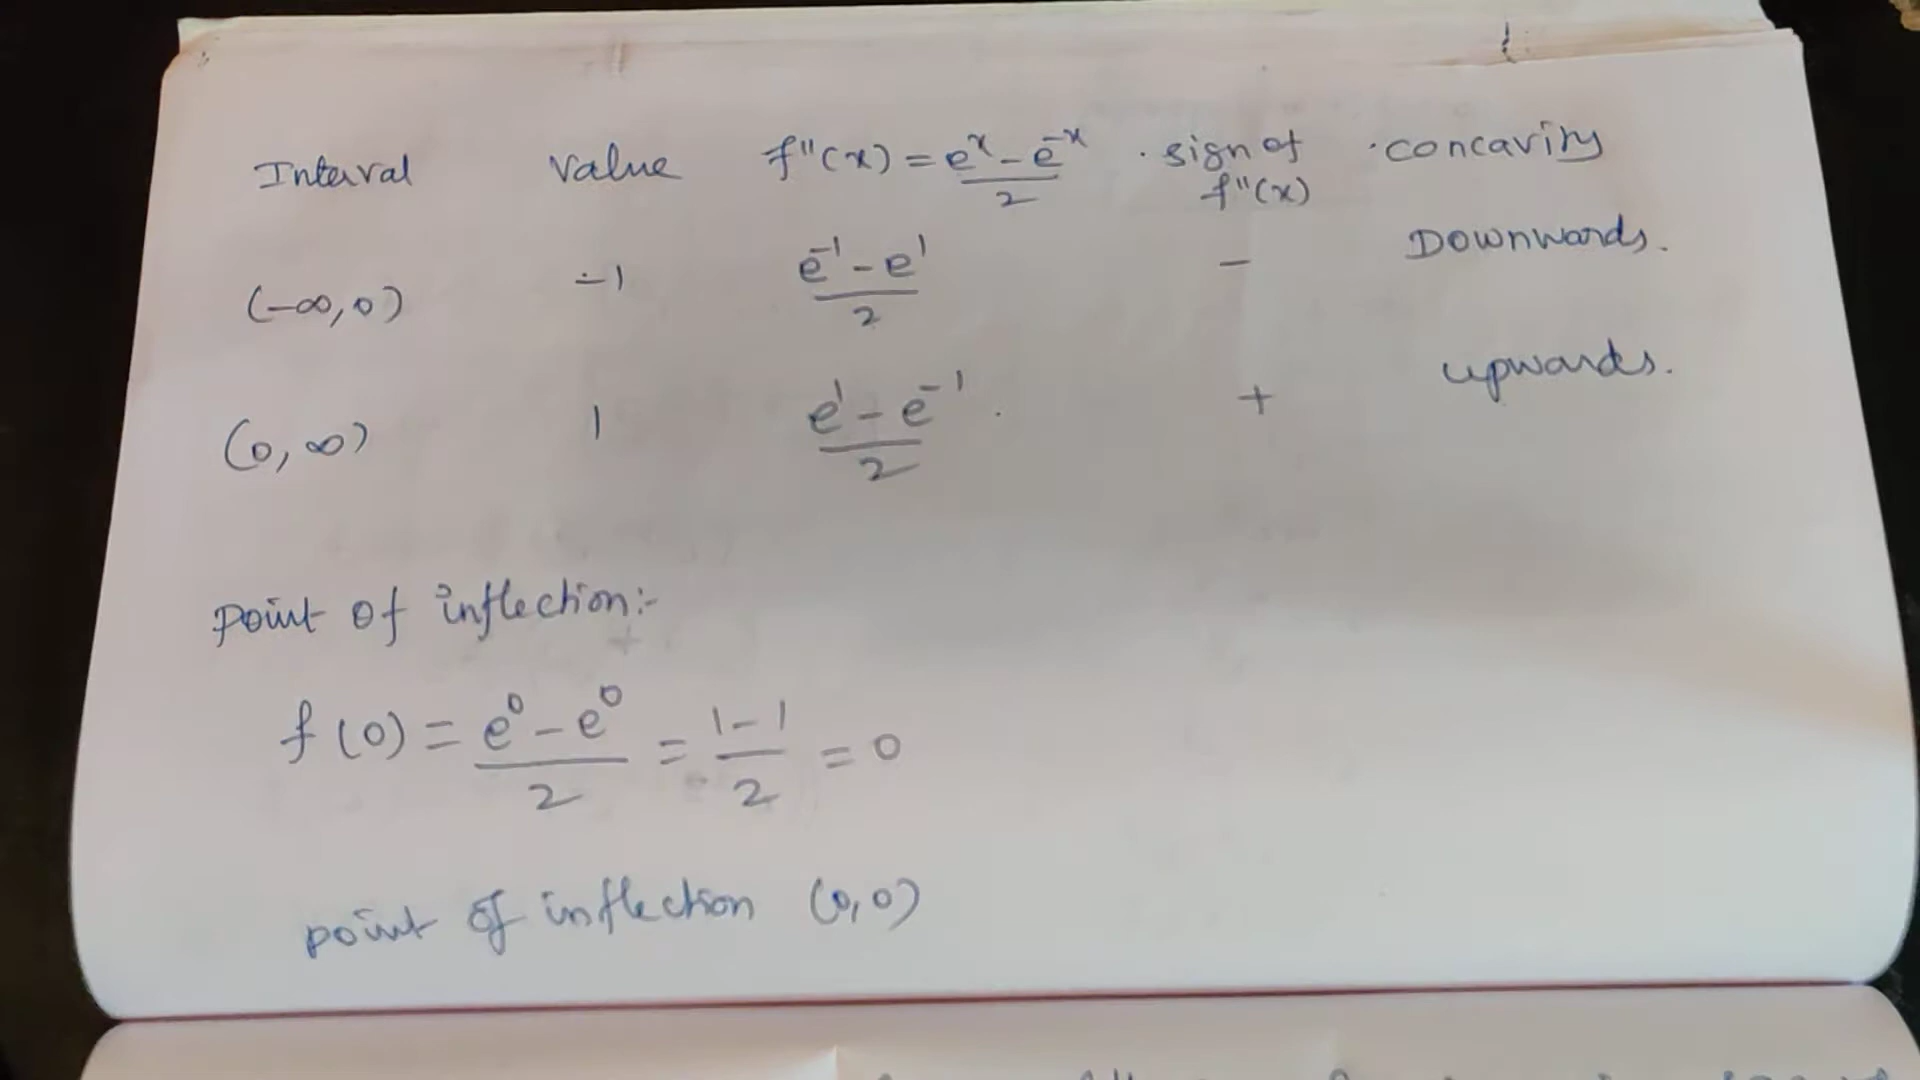 Interval Value f"(x) = e^x - e^-x / 2 . sign of f"(x) . concavity
(-∞, 0) -1 e^-1 - e^1 / 2 - Downwards.
(0, ∞) 1 e^1 - e^-1 / 2 . + upwards.
Point of inflection:-
f(0) = e^0 - e^0 / 2 = 1 - 1 / 2 = 0
point of inflection (0,0)